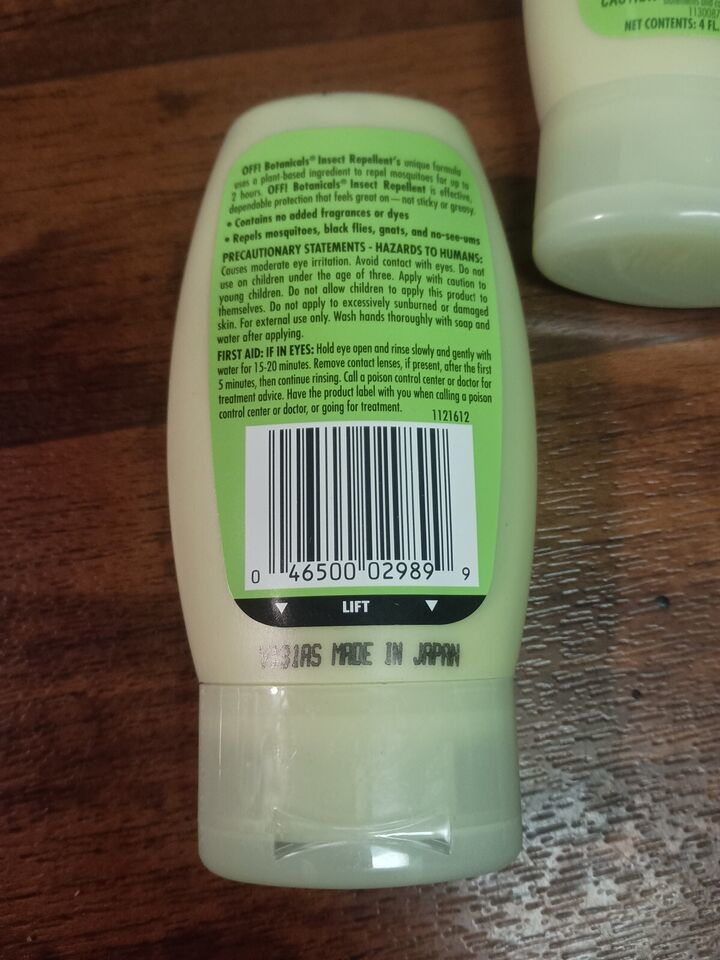 OFF! Botanicals® Insect Repellent's unique formula
uses a plant-based ingredient to repel mosquitoes for up to
2 hours. OFF! Botanicals® Insect Repellent is effective,
dependable protection that feels great on — not sticky or greasy.
• Contains no added fragrances or dyes
• Repels mosquitoes, black flies, gnats, and no-see-ums
PRECAUTIONARY STATEMENTS - HAZARDS TO HUMANS:
Causes moderate eye irritation. Avoid contact with eyes. Do not
use on children under the age of three. Apply with caution to
young children. Do not allow children to apply this product to
themselves. Do not apply to excessively sunburned or damaged
skin. For external use only. Wash hands thoroughly with soap and
water after applying.
FIRST AID: IF IN EYES: Hold eye open and rinse slowly and gently with
water for 15-20 minutes. Remove contact lenses, if present, after the first
5 minutes, then continue rinsing. Call a poison control center or doctor for
treatment advice. Have the product label with you when calling a poison
control center or doctor, or going for treatment.
1121612
0 46500 02989 9
LIFT
MADE IN JAPAN
NET CONTENTS: 4 FL.